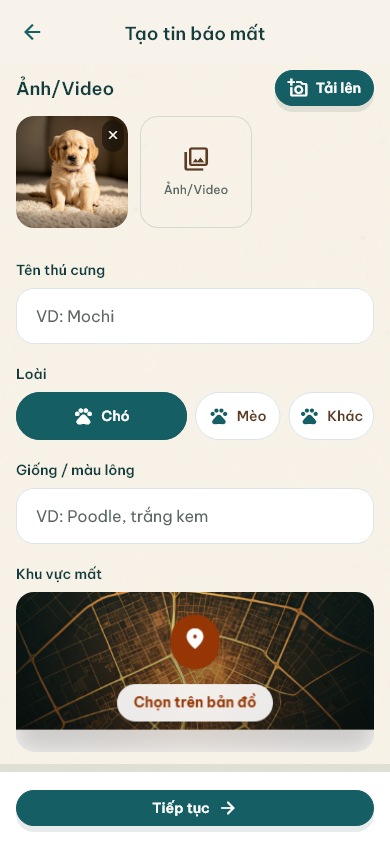 Tạo tin báo mất
Ảnh/Video
Tải lên
Ảnh/Video
Tên thú cưng
VD: Mochi
Loài
Chó
Mèo
Khác
Giống / màu lông
VD: Poodle, trắng kem
Khu vực mất
Chọn trên bản đồ
Tiếp tục